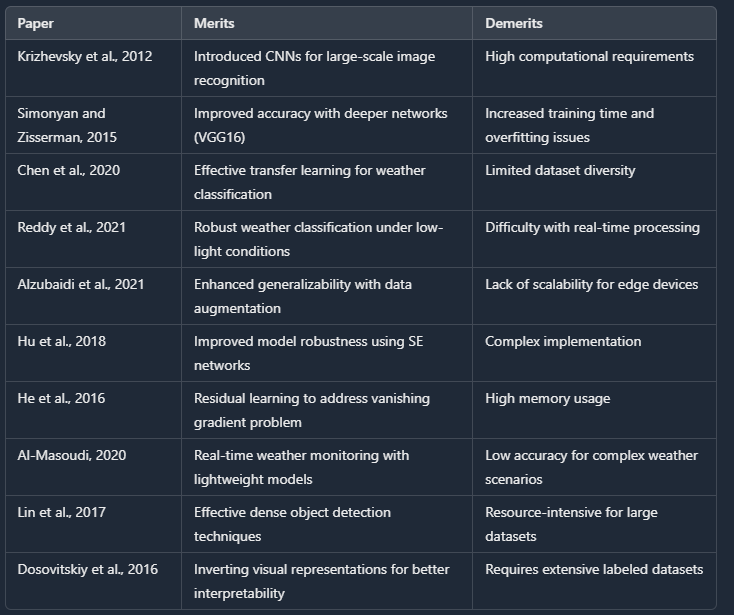 Paper Merits Demerits
Krizhevsky et al., 2012 Introduced CNNs for large-scale image High computational requirements
recognition
Simonyan and Improved accuracy with deeper networks Increased training time and
Zisserman, 2015 (VGG16) overfitting issues
Chen et al., 2020 Effective transfer learning for weather Limited dataset diversity
classification
Reddy et al., 2021 Robust weather classification under low- Difficulty with real-time processing
light conditions
Alzubaidi et al., 2021 Enhanced generalizability with data Lack of scalability for edge devices
augmentation
Hu et al., 2018 Improved model robustness using SE Complex implementation
networks
He et al., 2016 Residual learning to address vanishing High memory usage
gradient problem
Al-Masoudi, 2020 Real-time weather monitoring with Low accuracy for complex weather
lightweight models scenarios
Lin et al., 2017 Effective dense object detection Resource-intensive for large
techniques datasets
Dosovitskiy et al., 2016 Inverting visual representations for better Requires extensive labeled datasets
interpretability